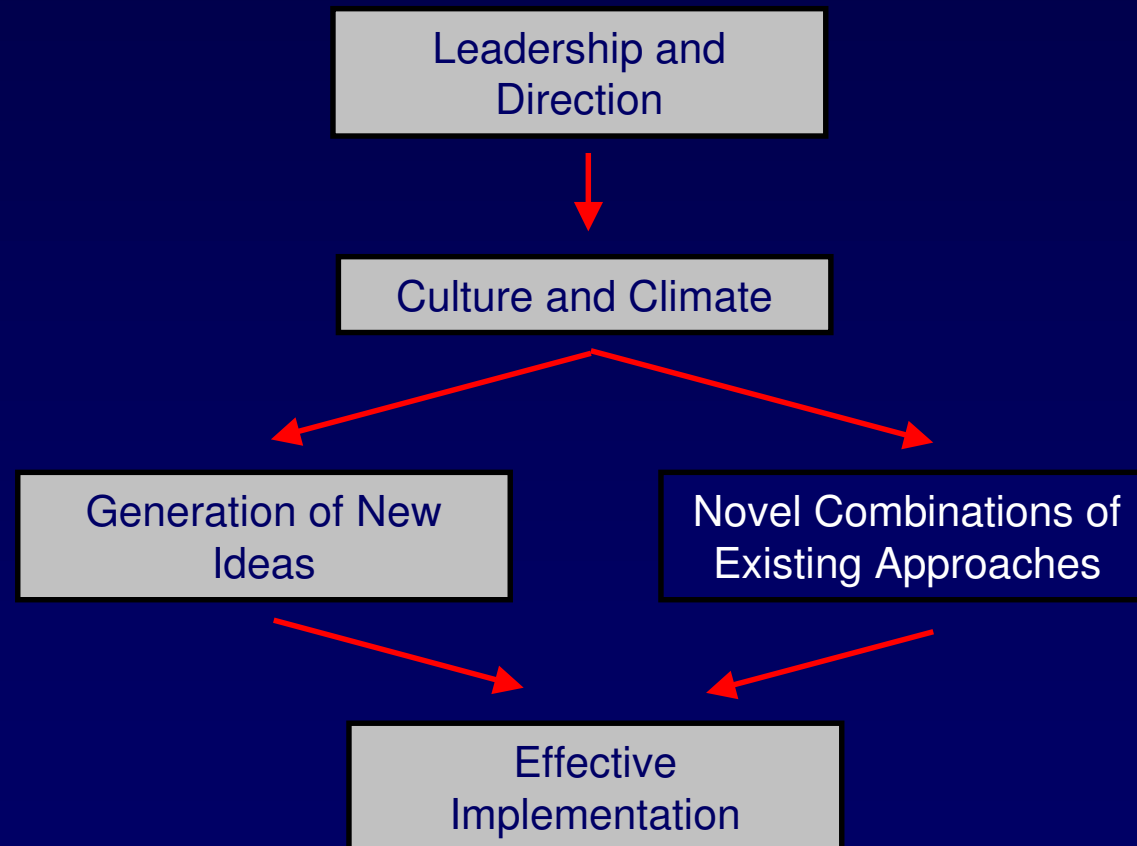 Leadership and
Direction
Culture and Climate
Generation of New
Ideas
Novel Combinations of
Existing Approaches
Effective
Implementation